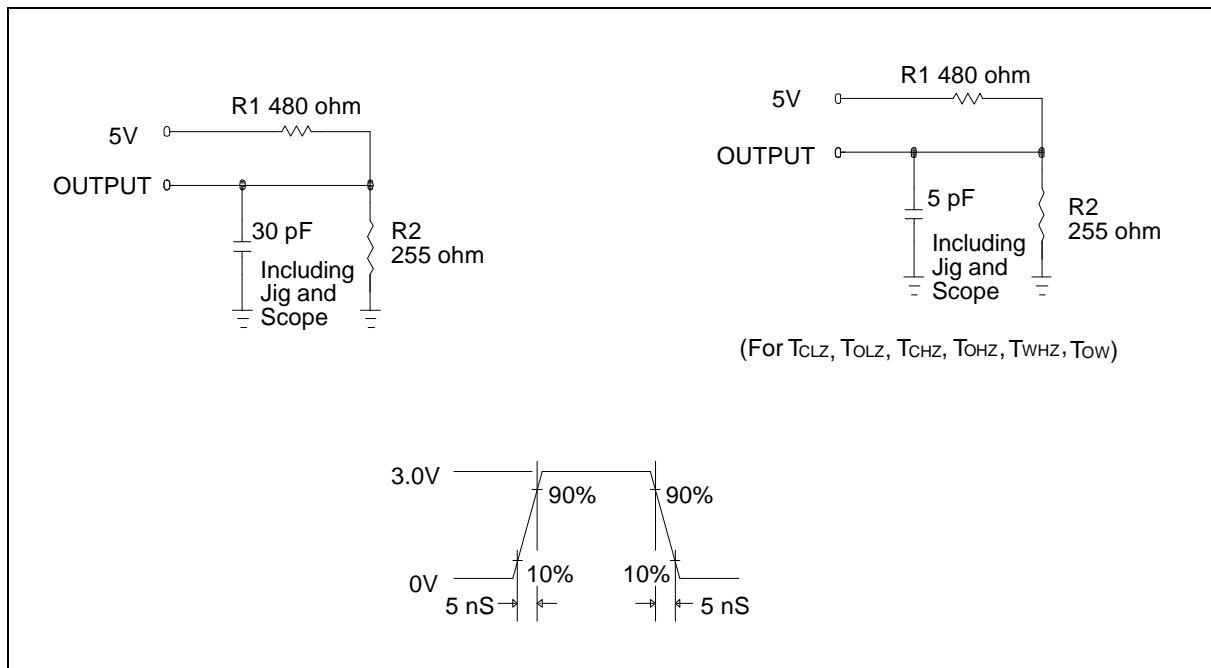 R1 480 ohm
5V
OUTPUT
30 pF
Including
Jig and
Scope
R2
255 ohm
R1 480 ohm
5V
OUTPUT
5 pF
Including
Jig and
Scope
R2
255 ohm
(For TCLZ, TOLZ, TCHZ, TOHZ, TWHZ, TOW)
3.0V
90%
90%
0V
10%
10%
5 nS
5 nS